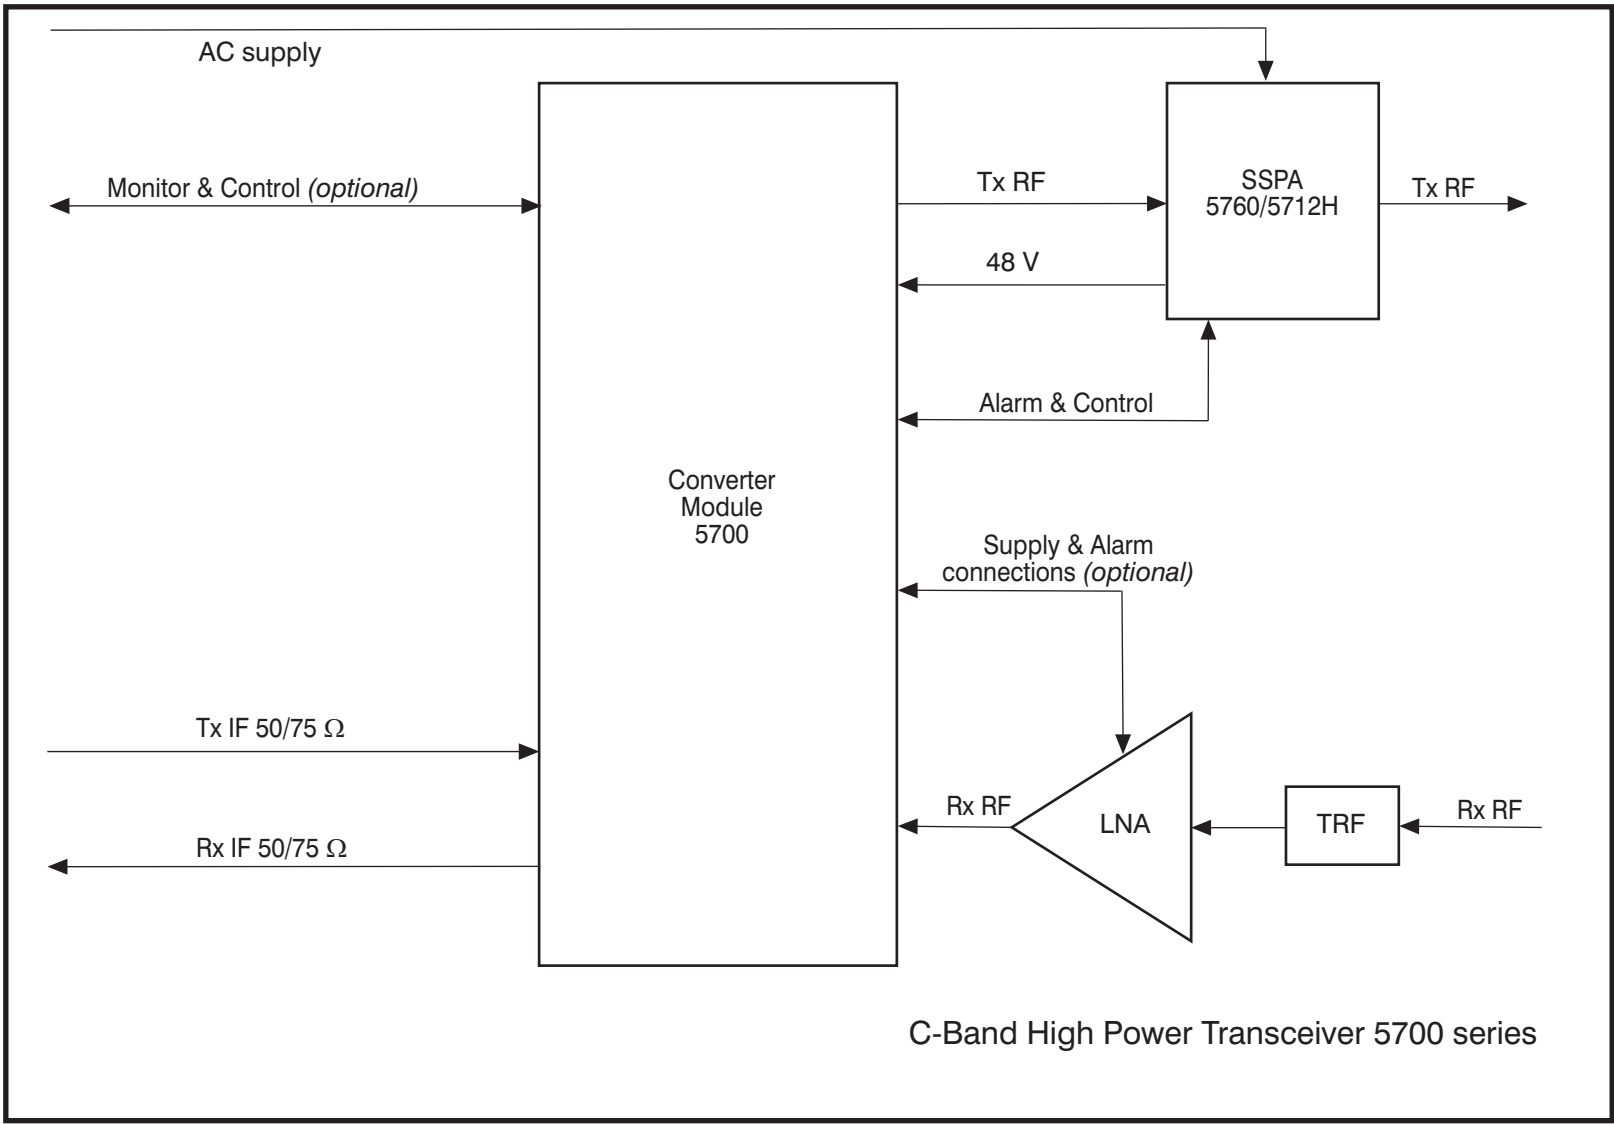 AC supply
Monitor & Control (optional)
Tx RF
SSPA
5760/5712H
Tx RF
48 V
Alarm & Control
Converter
Module
5700
Supply & Alarm
connections (optional)
Tx IF 50/75 Ω
Rx RF
LNA
TRF
Rx RF
Rx IF 50/75 Ω
C-Band High Power Transceiver 5700 series